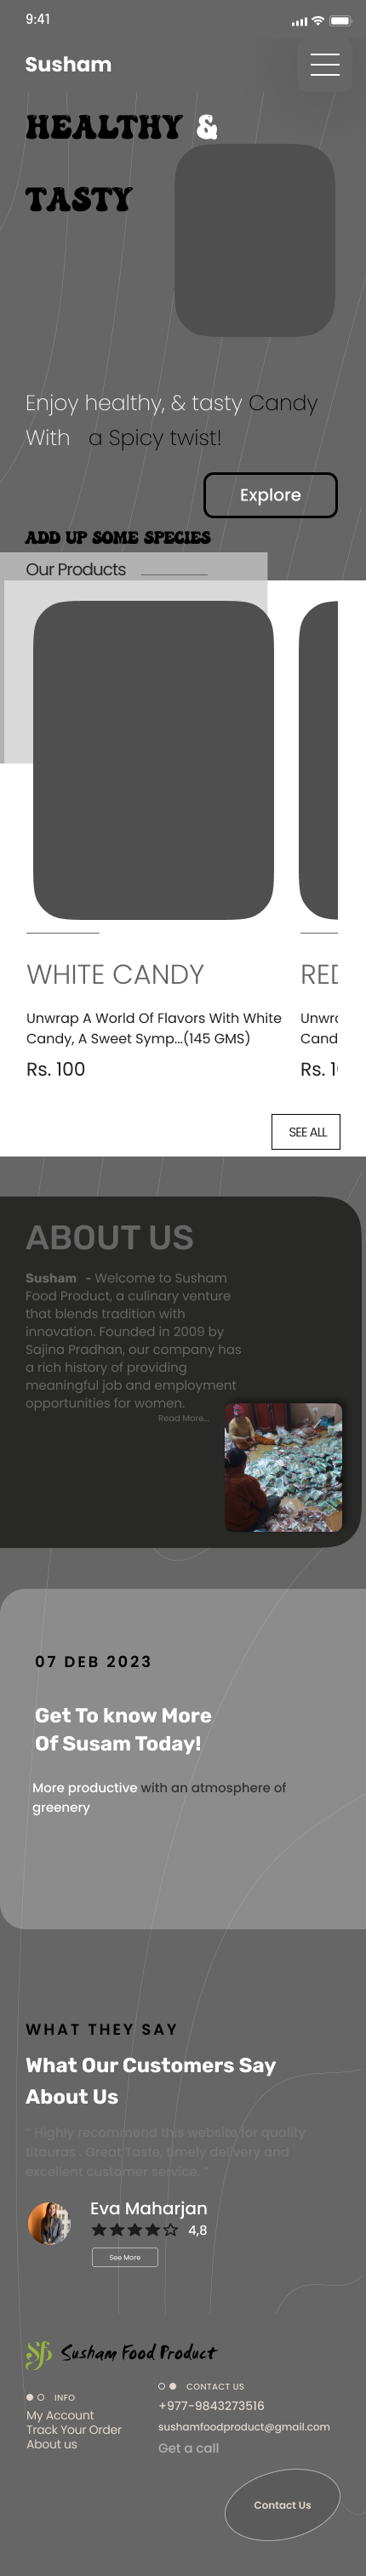 9:41
Susham
HEALTHY &
TASTY
Enjoy healthy, & tasty Candy
With a Spicy twist!
Explore
ADD UP SOME SPECIES
Our Products
WHITE CANDY
RED
Unwrap A World Of Flavors With White
Candy, A Sweet Symp...(145 GMS)
Rs. 100
SEE ALL
ABOUT US
Susham - Welcome to Susham
Food Product, a culinary venture
that blends tradition with
innovation. Founded in 2009 by
Sajina Pradhan, our company has
a rich history of providing
meaningful job and employment
opportunities for women.
Read More...
07 DEB 2023
Get To know More
Of Susam Today!
More productive with an atmosphere of
greenery
WHAT THEY SAY
What Our Customers Say
About Us
" Highly recommend this website for quality
titauras . Great Taste, timely delivery and
excellent customer service. "
Eva Maharjan
4,8
See More
Susham Food Product
INFO
My Account
Track Your Order
About us
CONTACT US
+977-9843273516
sushamfoodproduct@gmail.com
Get a call
Contact Us